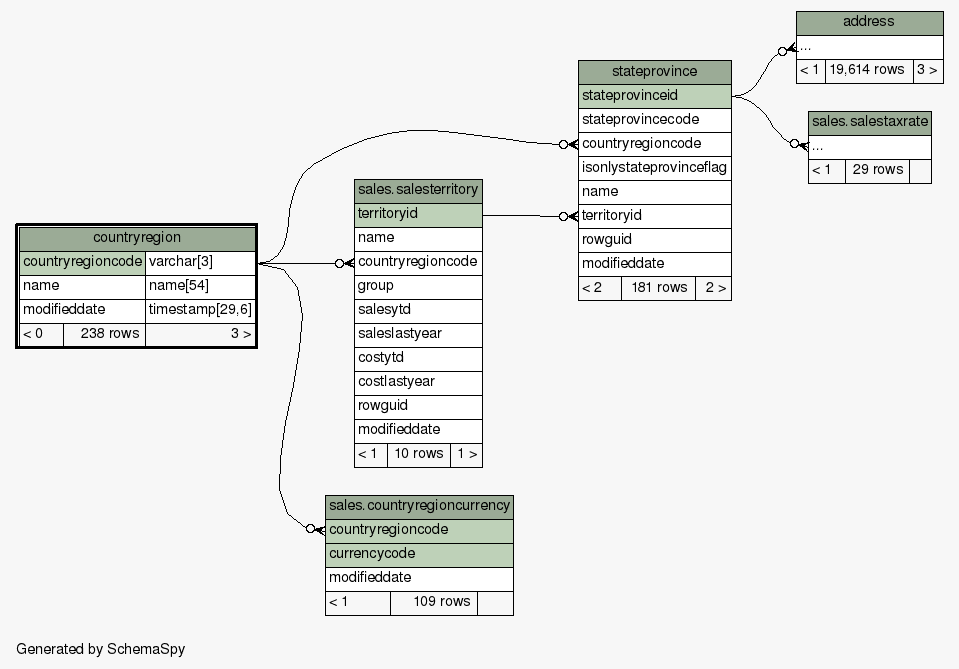 address
...
< 1 19,614 rows 3 >
stateprovince
stateprovinceid
stateprovincecode
countryregioncode
isonlystateprovinceflag
name
territoryid
rowguid
modifieddate
< 2 181 rows 2 >
sales.salestaxrate
...
< 1 29 rows
sales.salesterritory
territoryid
name
countryregioncode
group
salesytd
saleslastyear
costytd
costlastyear
rowguid
modifieddate
< 1 10 rows 1 >
countryregion
countryregioncode varchar[3]
name name[54]
modifieddate timestamp[29,6]
< 0 238 rows 3 >
sales.countryregioncurrency
countryregioncode
currencycode
modifieddate
< 1 109 rows
Generated by SchemaSpy